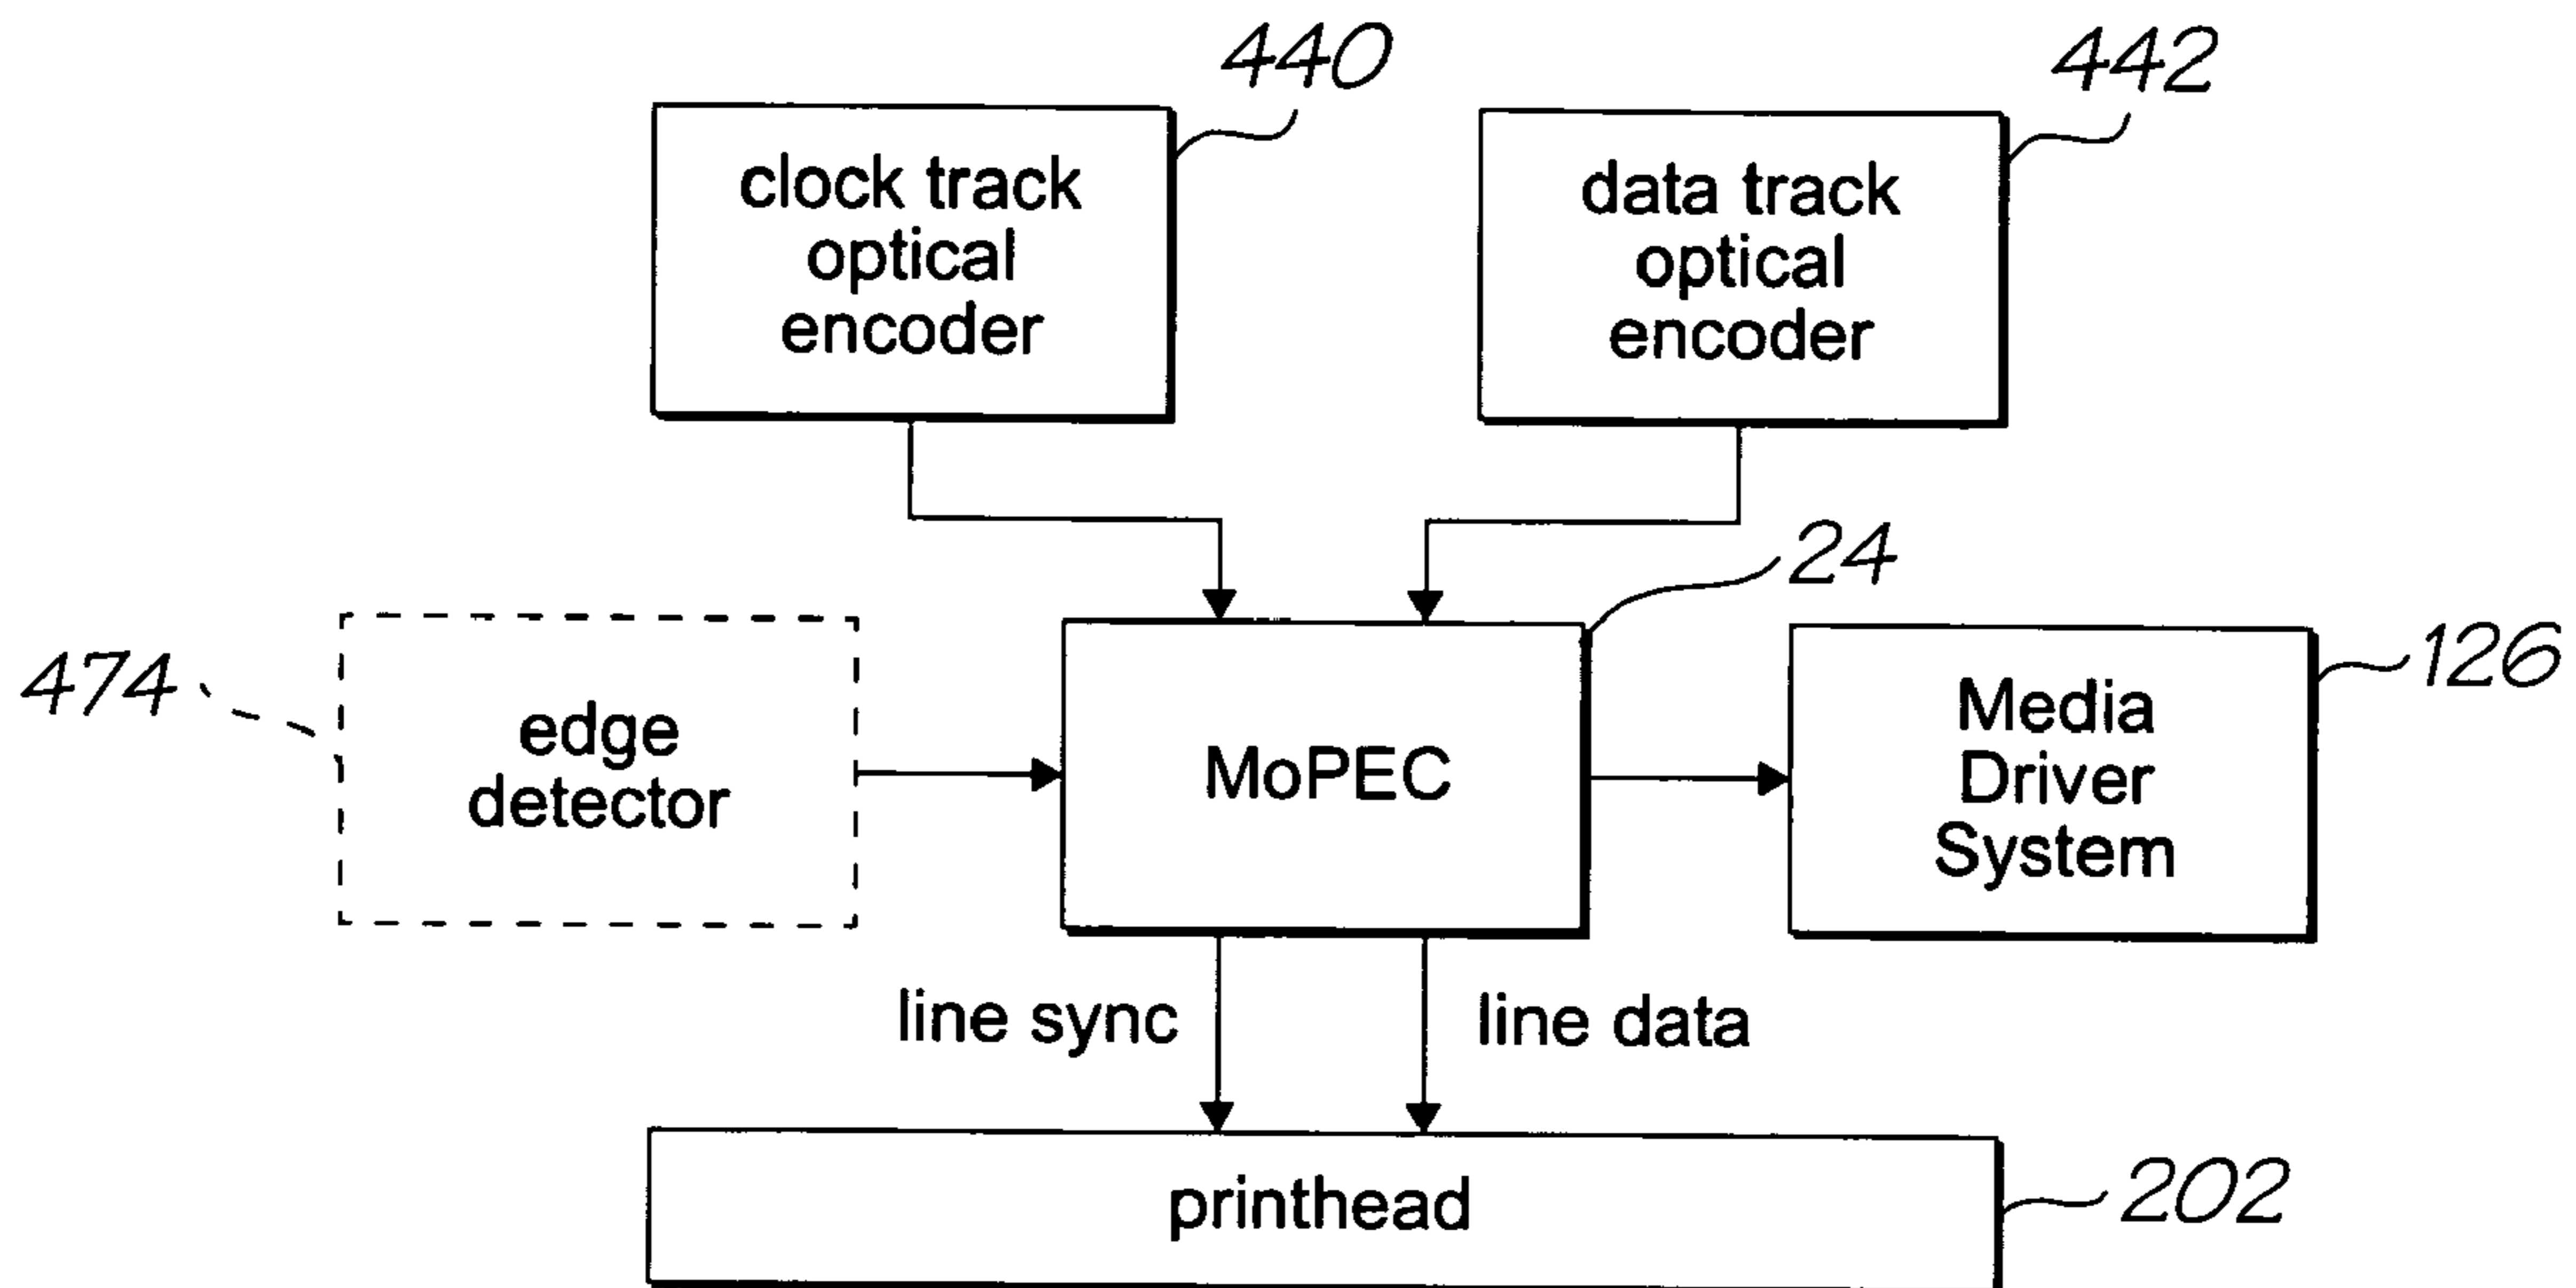 440
442
clock track
optical
encoder
data track
optical
encoder
24
474
126
edge
detector
MoPEC
Media
Driver
System
line sync
line data
printhead
202